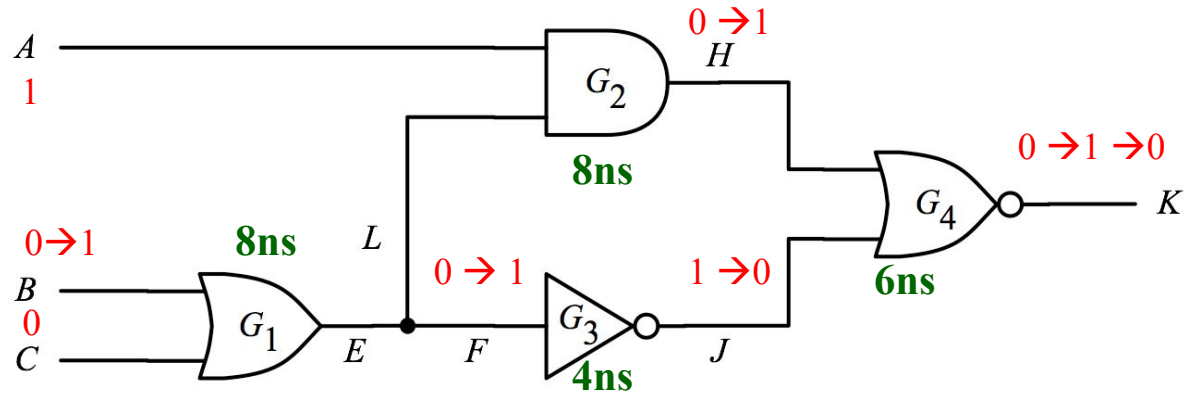 0 →1
A
H
1
G2
0 →1 →0
8ns
G4
K
0→1
8ns
L
0 → 1
1 →0
6ns
B
0
G1
G3
C
E
F
J
4ns